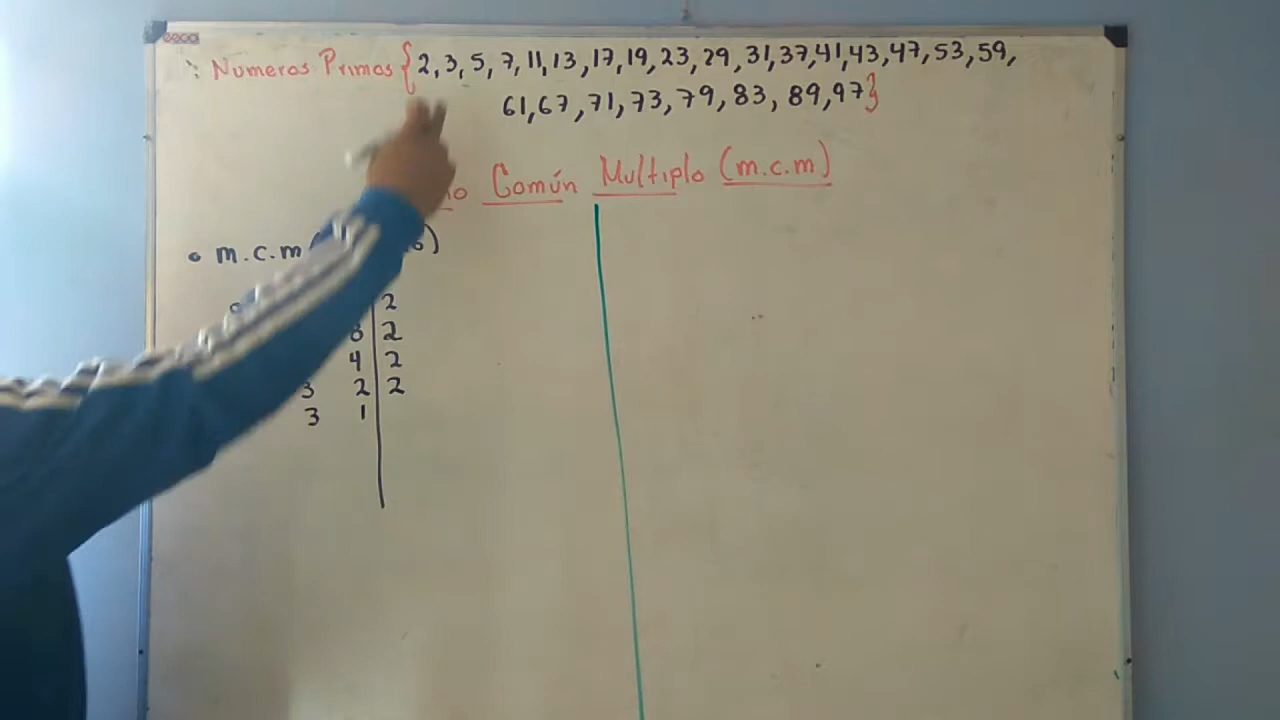 ∴ Numeros Primos {2, 3, 5, 7, 11, 13, 17, 19, 23, 29, 31, 37, 41, 43, 47, 53, 59,
61, 67, 71, 73, 79, 83, 89, 97}
Común Multiplo (m.c.m)
• m.c.m )
2
8 2
4 2
3 2 2
3 1